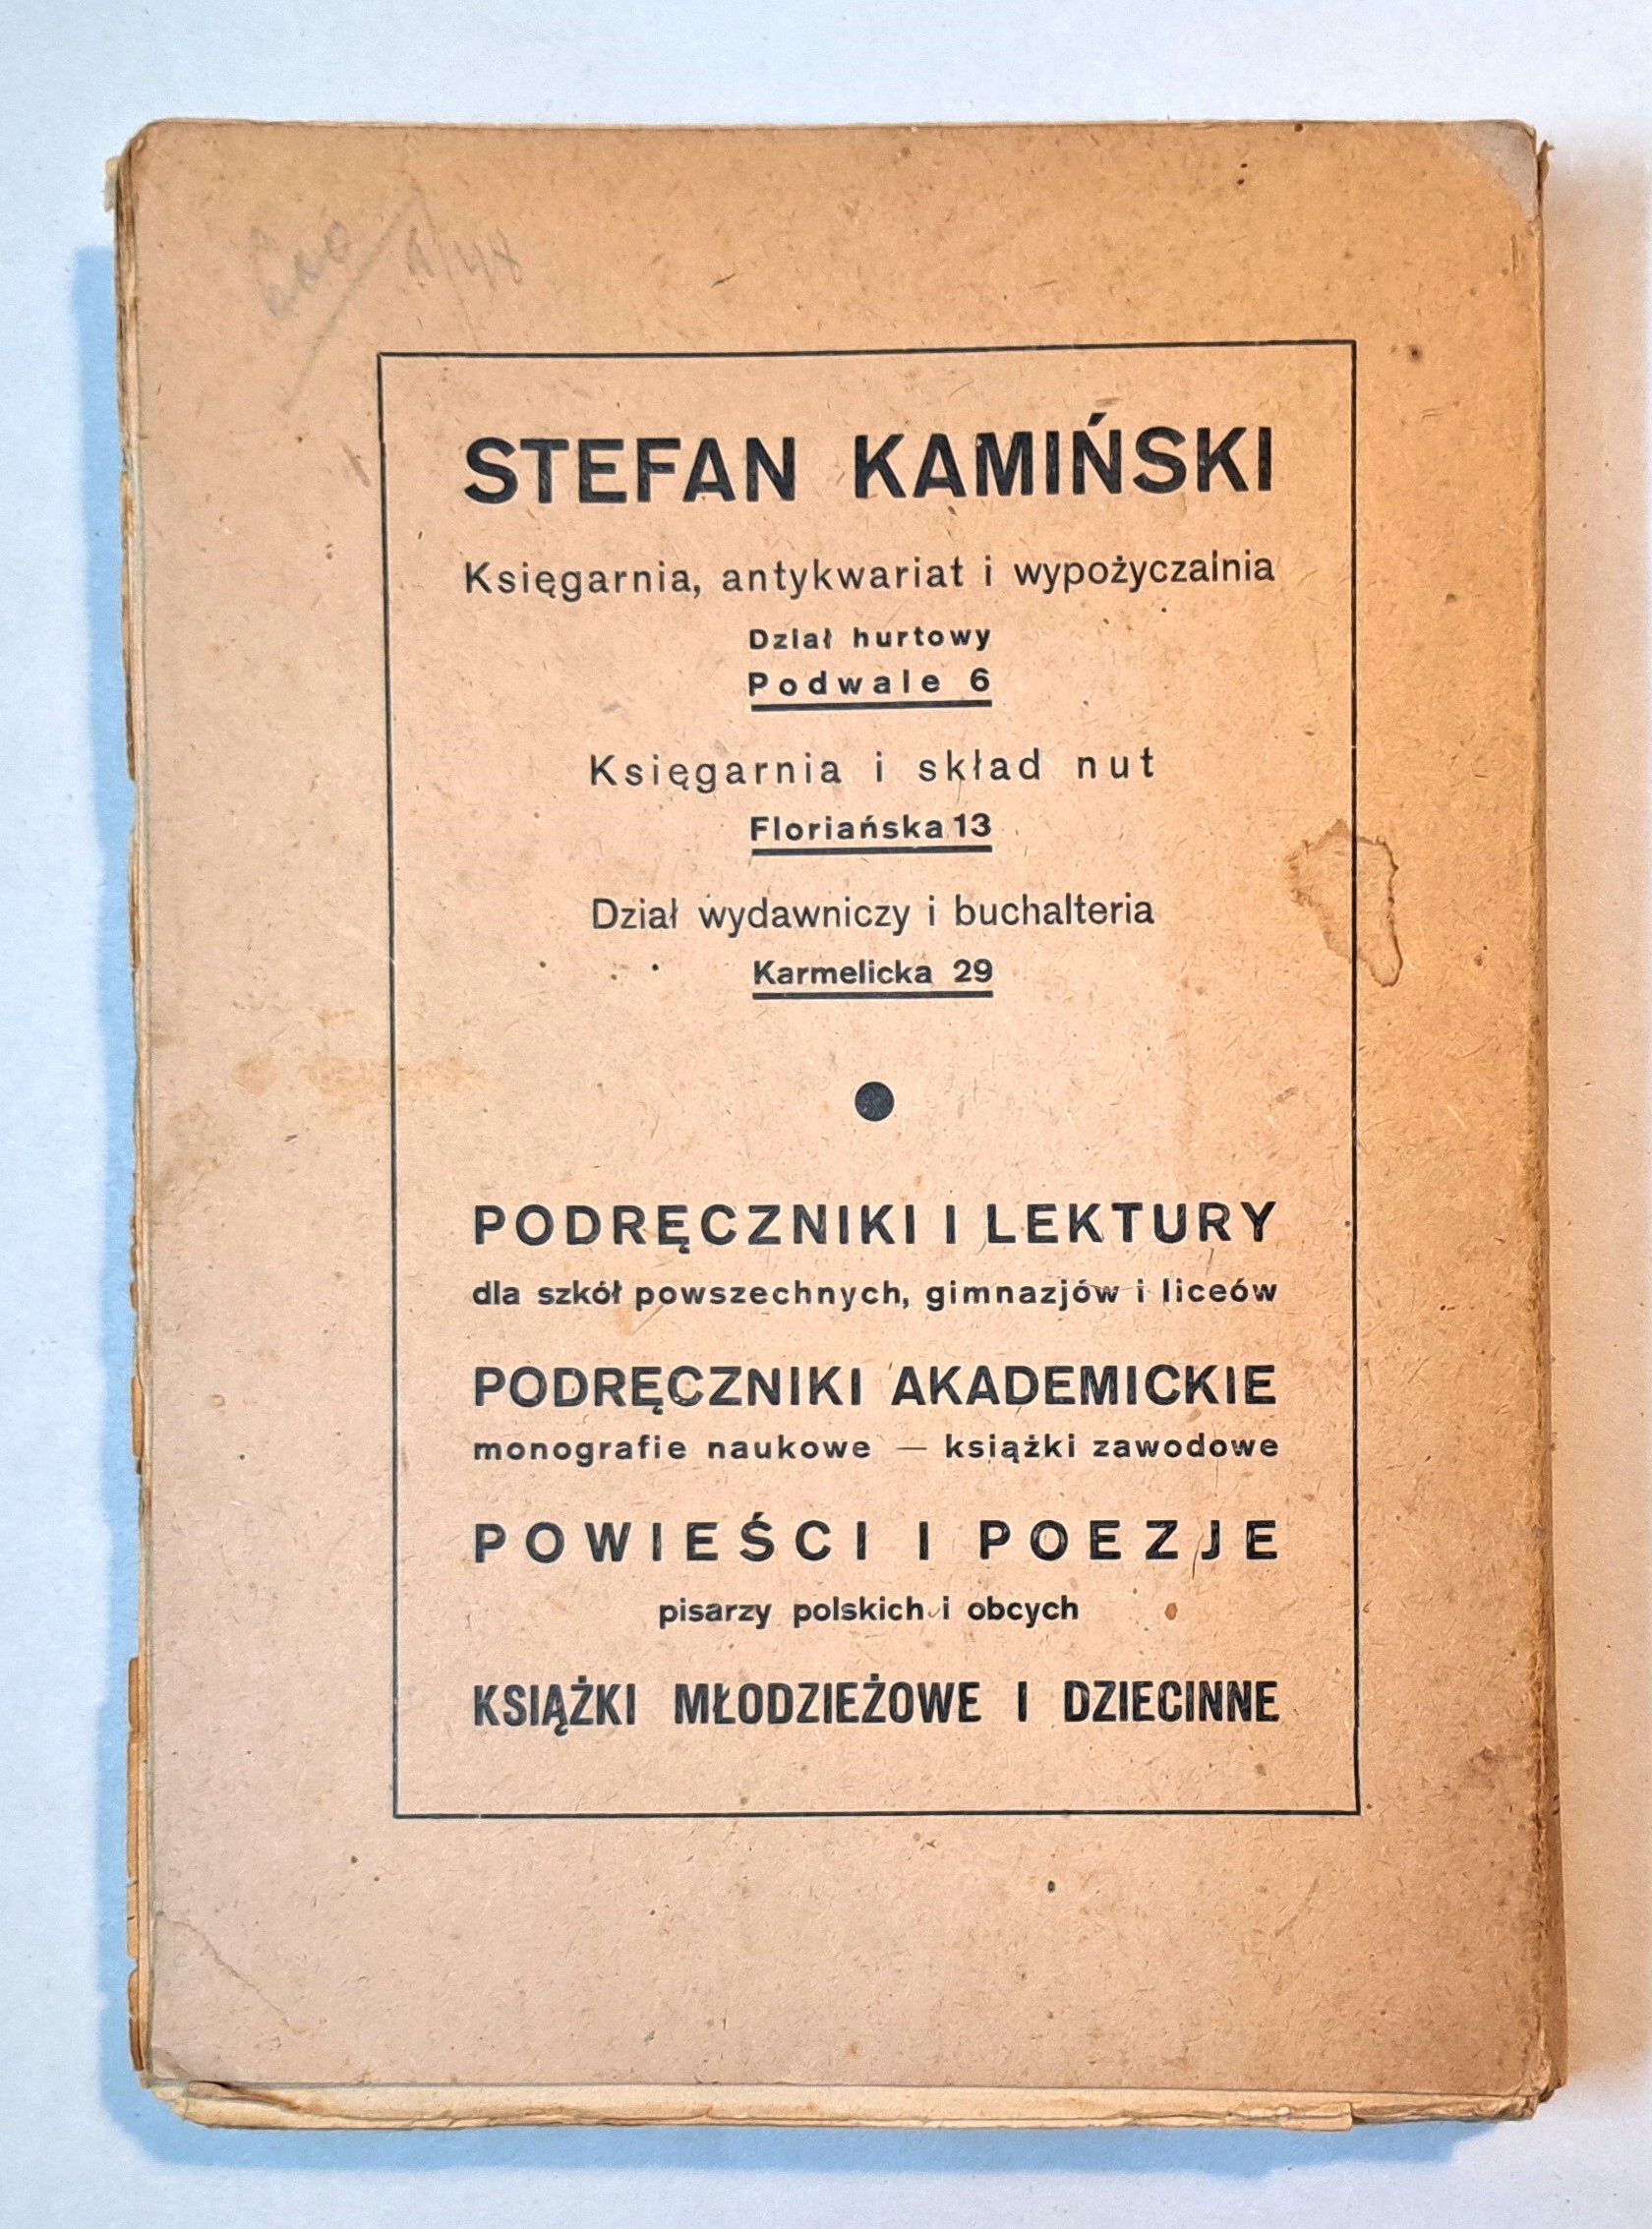 STEFAN KAMIŃSKI
Księgarnia, antykwariat i wypożyczalnia
Dział hurtowy
Podwale 6
Księgarnia i skład nut
Floriańska 13
Dział wydawniczy i buchalteria
Karmelicka 29
PODRĘCZNIKI I LEKTURY
dla szkół powszechnych, gimnazjów i liceów
PODRĘCZNIKI AKADEMICKIE
monografie naukowe — książki zawodowe
POWIEŚCI I POEZJE
pisarzy polskich i obcych
KSIĄŻKI MŁODZIEŻOWE I DZIECINNE